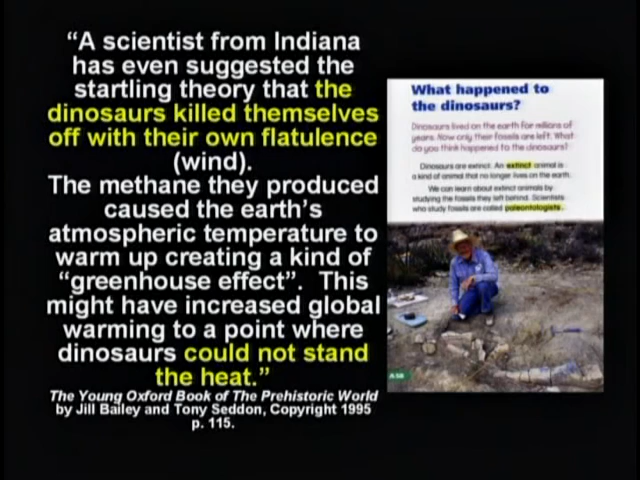 “A scientist from Indiana
has even suggested the
startling theory that the
dinosaurs killed themselves
off with their own flatulence
(wind).
The methane they produced
caused the earth’s
atmospheric temperature to
warm up creating a kind of
“greenhouse effect”. This
might have increased global
warming to a point where
dinosaurs could not stand
the heat.”
The Young Oxford Book of The Prehistoric World
by Jill Bailey and Tony Seddon, Copyright 1995
p. 115.
What happened to
the dinosaurs?
Dinosaurs lived on the earth for millions of
years. Now only their fossils are left. What
do you think happened to the dinosaurs?
Dinosaurs are extinct. An extinct animal is
a kind of animal that no longer lives on the earth.
We can learn about extinct animals by
studying the fossils they left behind. Scientists
who study fossils are called paleontologists.
A58